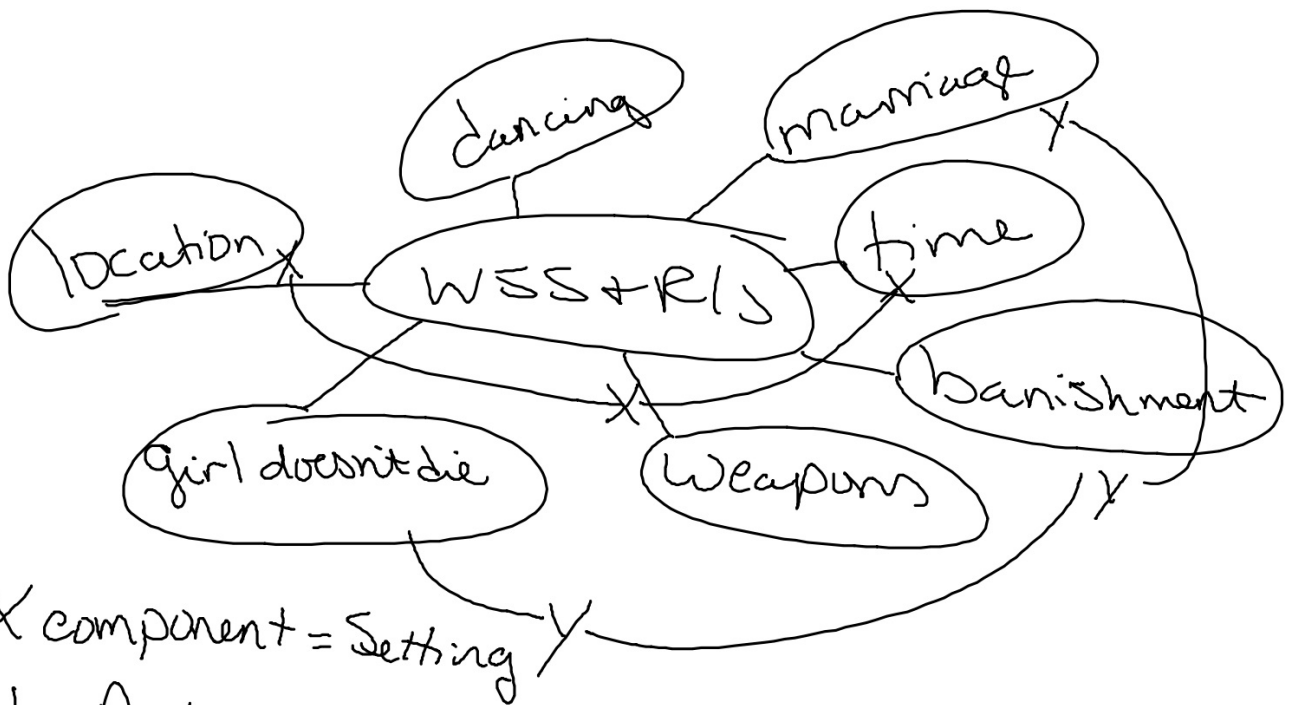 dancing
marriage
location X
time
X
Y
WSS + R/J
X
banishment
girl doesn't die
weapons
Y
Y
X component = Setting